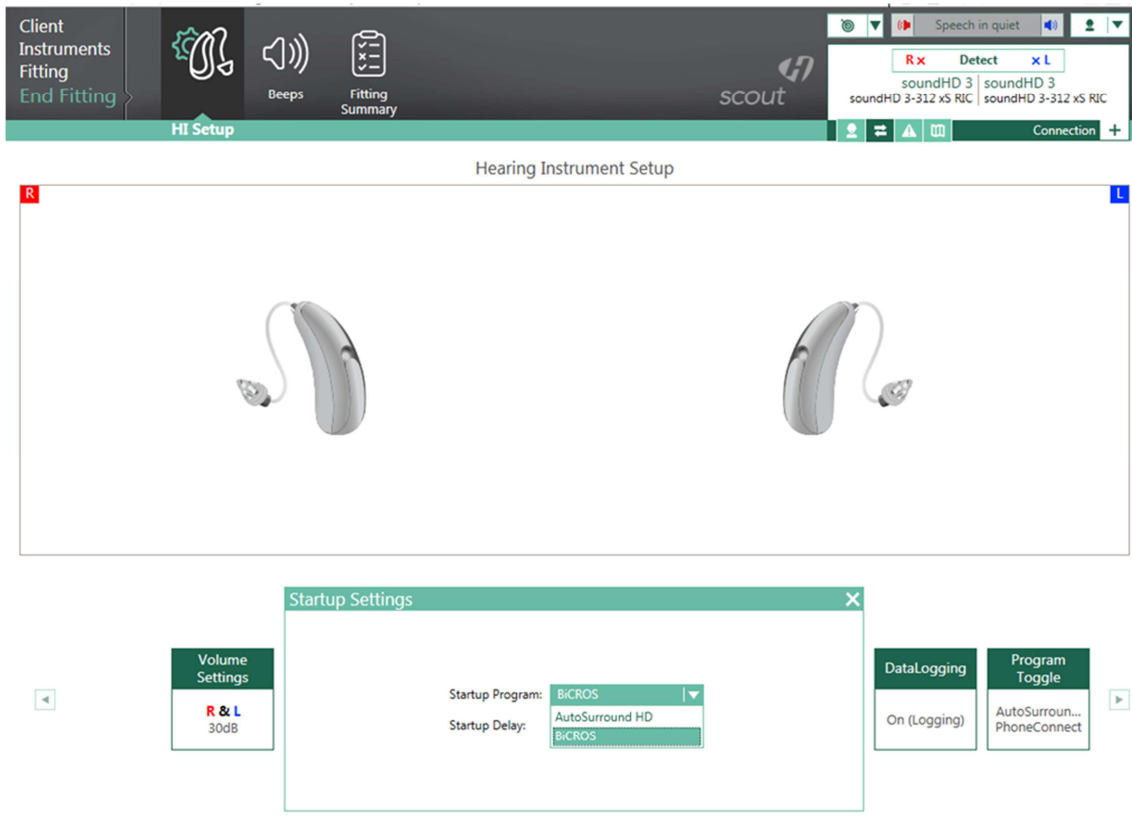 Client
Instruments
Fitting
End Fitting
HI Setup
Beeps
Fitting
Summary
scout
Speech in quiet
R x Detect x L
soundHD 3 soundHD 3
soundHD 3-312 xS RIC soundHD 3-312 xS RIC
Connection +
Hearing Instrument Setup
R
L
Startup Settings
Volume
Settings
R & L
30dB
Startup Program: BiCROS
AutoSurround HD
Startup Delay:
BiCROS
DataLogging
On (Logging)
Program
Toggle
AutoSurroun...
PhoneConnect